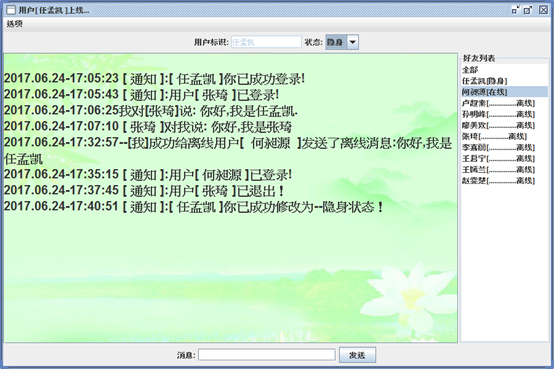 用户[ 任孟凯 ]上线...
选项
用户标识: 任孟凯 状态: 隐身
2017.06.24-17:05:23 [ 通知 ]:[ 任孟凯 ]你已成功登录!
2017.06.24-17:05:43 [ 通知 ]:用户[ 张琦 ]已登录!
2017.06.24-17:06:25我对[张琦]说: 你好,我是任孟凯.
2017.06.24-17:07:10 [ 张琦 ]对我说: 你好,我是张琦
2017.06.24-17:32:57--[我]成功给离线用户[ 何昶源 ]发送了离线消息:你好,我是
任孟凯
2017.06.24-17:35:15 [ 通知 ]:用户[ 何昶源 ]已登录!
2017.06.24-17:37:45 [ 通知 ]:用户[ 张琦 ]已退出！
2017.06.24-17:40:51 [ 通知 ]:[ 任孟凯 ]你已成功修改为--隐身状态！
好友列表
全部
任孟凯[隐身]
何昶源[在线]
[..............离线]
孙明峰[..............离线]
[..............离线]
张琦[..............离线]
李嘉丽[..............离线]
王君宁[..............离线]
王婉兰[..............离线]
赵雯楚[..............离线]
消息:
发送